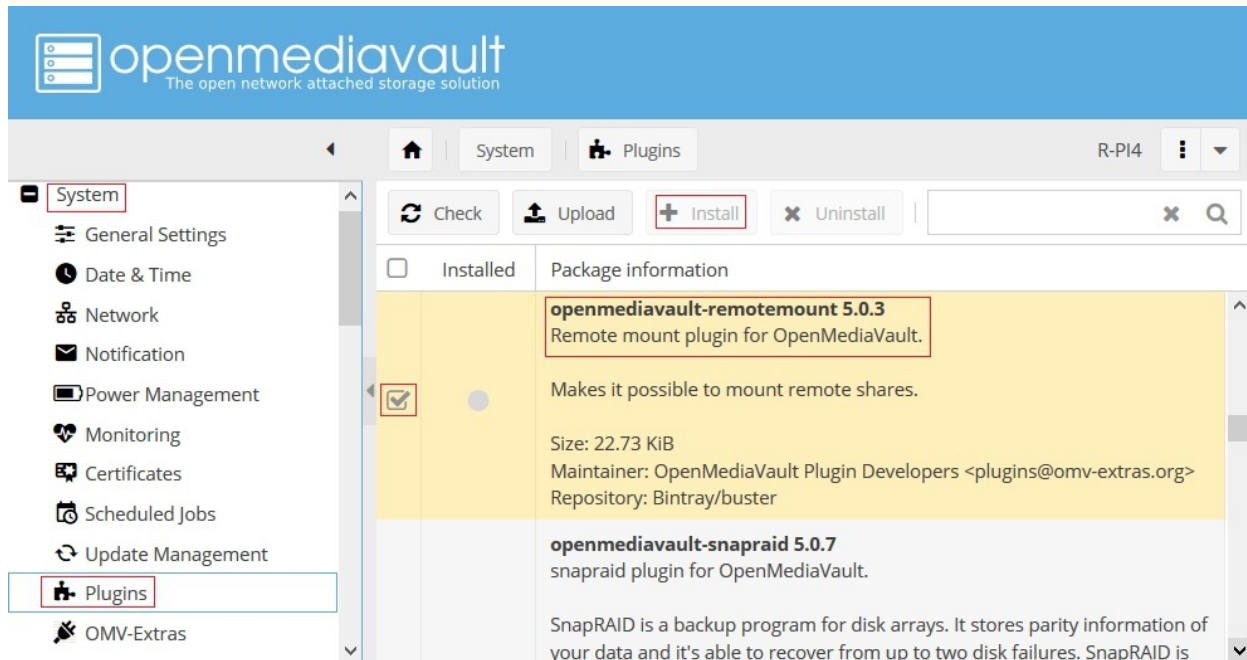 openmediavault
The open network attached storage solution
System
Plugins
R-PI4
System
General Settings
Date & Time
Network
Notification
Power Management
Monitoring
Certificates
Scheduled Jobs
Update Management
Plugins
OMV-Extras
Check
Upload
Install
Uninstall
Installed
Package information
openmediavault-remotemount 5.0.3
Remote mount plugin for OpenMediaVault.
Makes it possible to mount remote shares.
Size: 22.73 KiB
Maintainer: OpenMediaVault Plugin Developers <plugins@omv-extras.org>
Repository: Bintray/buster
openmediavault-snapraid 5.0.7
snapraid plugin for OpenMediaVault.
SnapRAID is a backup program for disk arrays. It stores parity information of
your data and it's able to recover from up to two disk failures. SnapRAID is